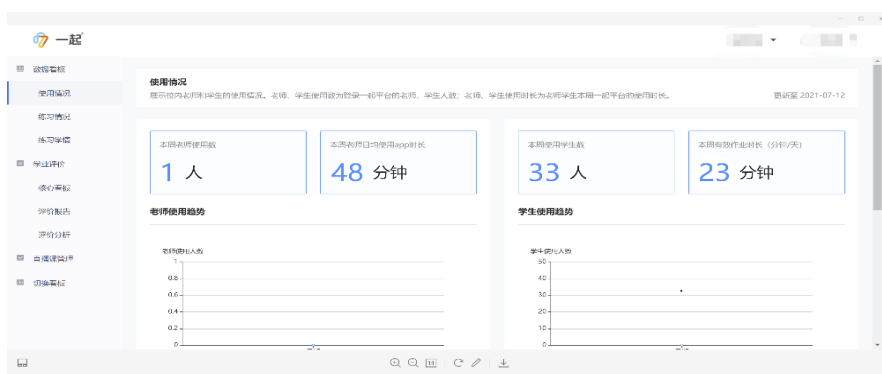 一起
数据看板
使用情况
练习情况
练习学情
学业评价
核心看板
评价报告
评价分析
直播课管理
切换看板
使用情况
展示校内老师和学生的使用情况。老师、学生使用数为登录一起平台的老师、学生人数；老师、学生使用时长为老师学生本周一起平台的使用时长。
更新至 2021-07-12
本周老师使用数
1 人
本周老师日均使用app时长
48 分钟
本周使用学生数
33 人
本周有效作业时长（分钟/天）
23 分钟
老师使用趋势
老师使用人数
1
0.8
0.6
0.4
0.2
0
学生使用趋势
学生使用人数
50
40
30
20
10
0